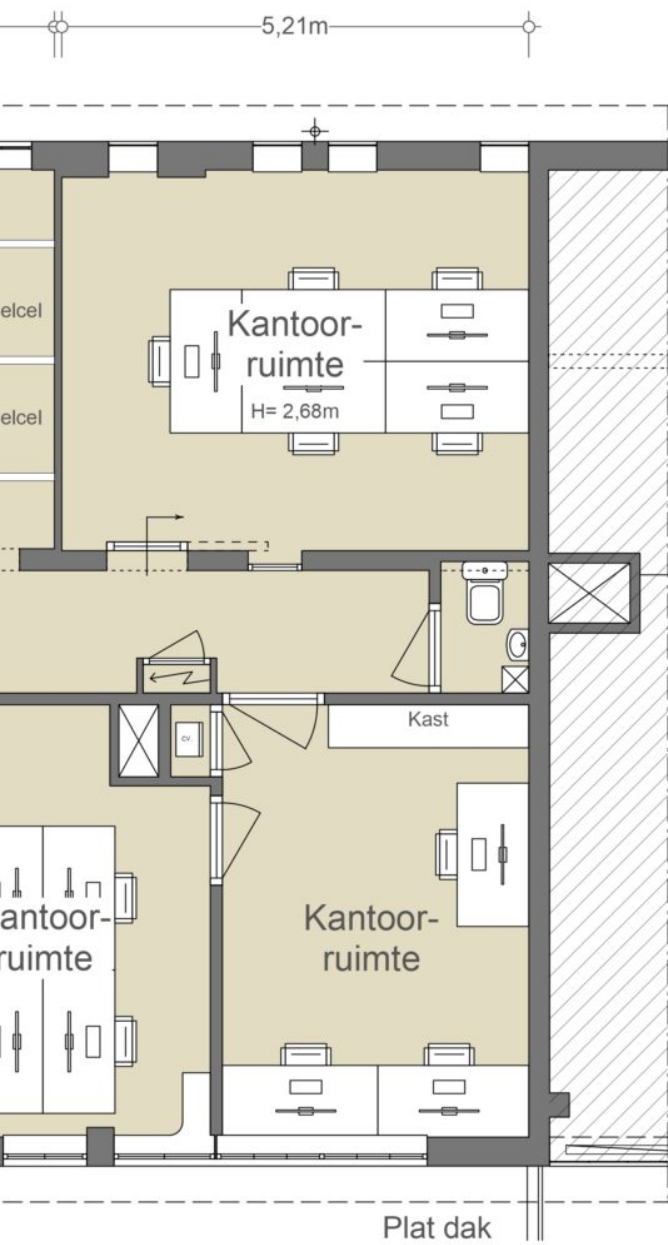 5,21m
elcel
elcel
Kantoor-
ruimte
H= 2,68m
Kast
cv.
antoor-
ruimte
Kantoor-
ruimte
Plat dak